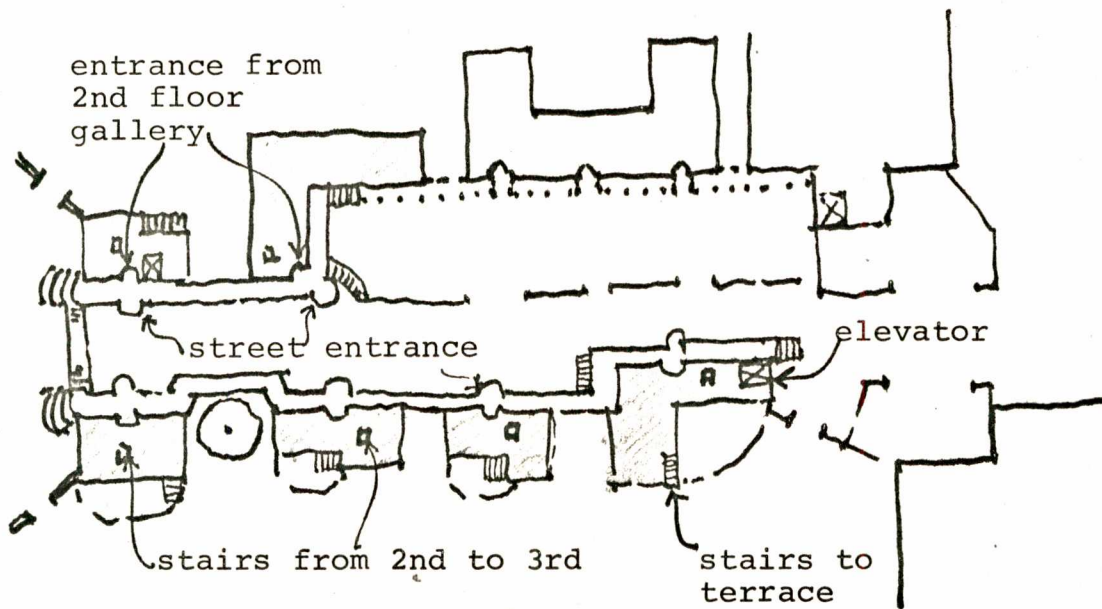 entrance from
2nd floor
gallery
street entrance
elevator
stairs from 2nd to 3rd
stairs to
terrace